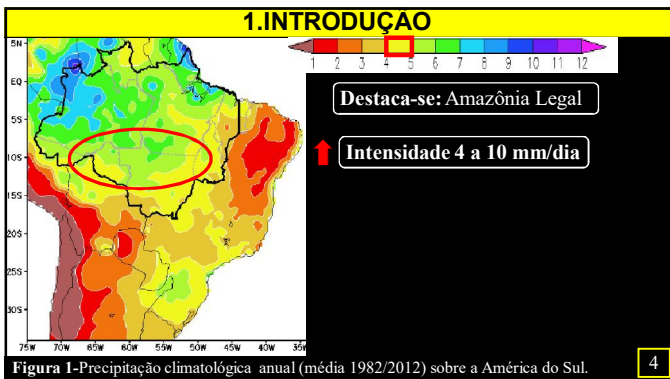 1.INTRODUÇÃO
1 2 3 4 5 6 7 8 9 10 11 12
5N
EQ
5S
10S
15S
20S
25S
30S
75W 70W 65W 60W 55W 50W 45W 40W 35W
Destaca-se: Amazônia Legal
Intensidade 4 a 10 mm/dia
Figura 1-Precipitação climatológica anual (média 1982/2012) sobre a América do Sul.
4